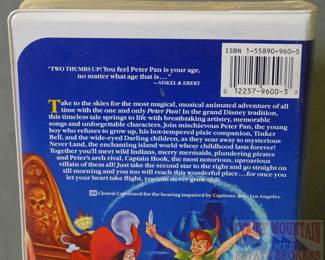 "TWO THUMBS UP! You feel Peter Pan is your age,
no matter what age that is..."
—SISKEL & EBERT
ISBN 1-55890-960-5
0 12257-9600-3 7
Take to the skies for the most magical, musical animated adventure of all
time with the one and only Peter Pan! In the grand Disney tradition,
this timeless tale springs to life with breathtaking artistry, memorable
songs and unforgettable characters. Join mischievous Peter Pan, the young
boy who refuses to grow up, his hot-tempered pixie companion, Tinker
Bell, and the wide-eyed Darling children, as they soar away to mysterious
Never Land, the enchanting island world where childhood lasts forever!
Together you'll meet wild Indians, merry mermaids, plundering pirates
and Peter's arch rival, Captain Hook, the most notorious, uproarious
villain of them all! Just take the second star to the right and go straight on
till morning and you too will reach this wonderful place...for once you
let your heart take flight, you can never grow old!
Closed-Captioned for the hearing impaired by Captions, Inc., Los Angeles.
MOUNTAIN
BROKERS